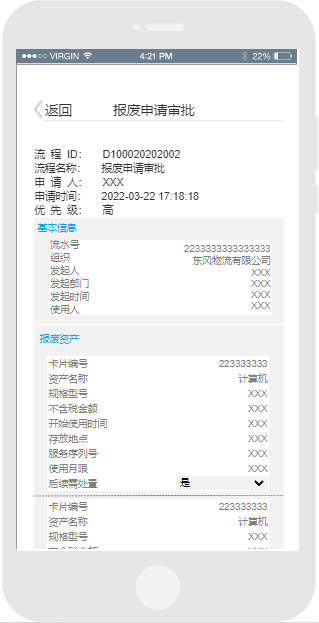 VIRGIN 4:21 PM 22%
返回 报废申请审批
流 程 ID： D100020202002
流程名称： 报废申请审批
申 请 人： XXX
申请时间： 2022-03-22 17:18:18
优 先 级： 高
基本信息
流水号 2233333333333333
组织 东风物流有限公司
发起人 XXX
发起部门 XXX
发起时间 XXX
使用人 XXX
报废资产
卡片编号 223333333
资产名称 计算机
规格型号 XXX
不含税金额 XXX
开始使用时间 XXX
存放地点 XXX
服务序列号 XXX
使用月限 XXX
后续需处置 是
卡片编号 223333333
资产名称 计算机
规格型号 XXX